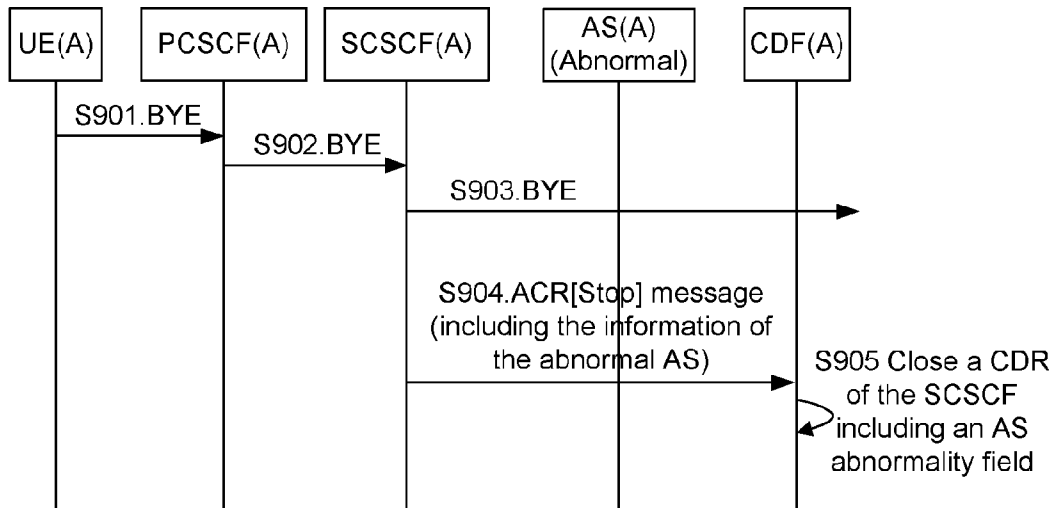 UE(A)
PCSCF(A)
SCSCF(A)
AS(A)
(Abnormal)
CDF(A)
S901.BYE
S902.BYE
S903.BYE
S904.ACR[Stop] message
(including the information of
the abnormal AS)
S905 Close a CDR
of the SCSCF
including an AS
abnormality field